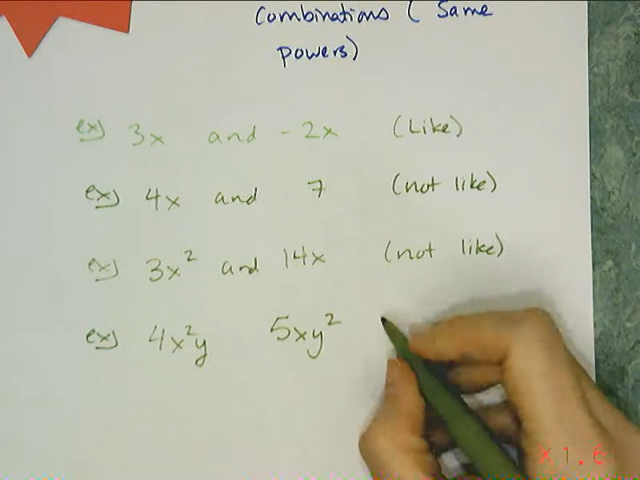 Combinations ( Same
powers)
ex) 3x and -2x (Like)
ex) 4x and 7 (not like)
ex) 3x² and 14x (not like)
ex) 4x²y 5xy²
x1.6